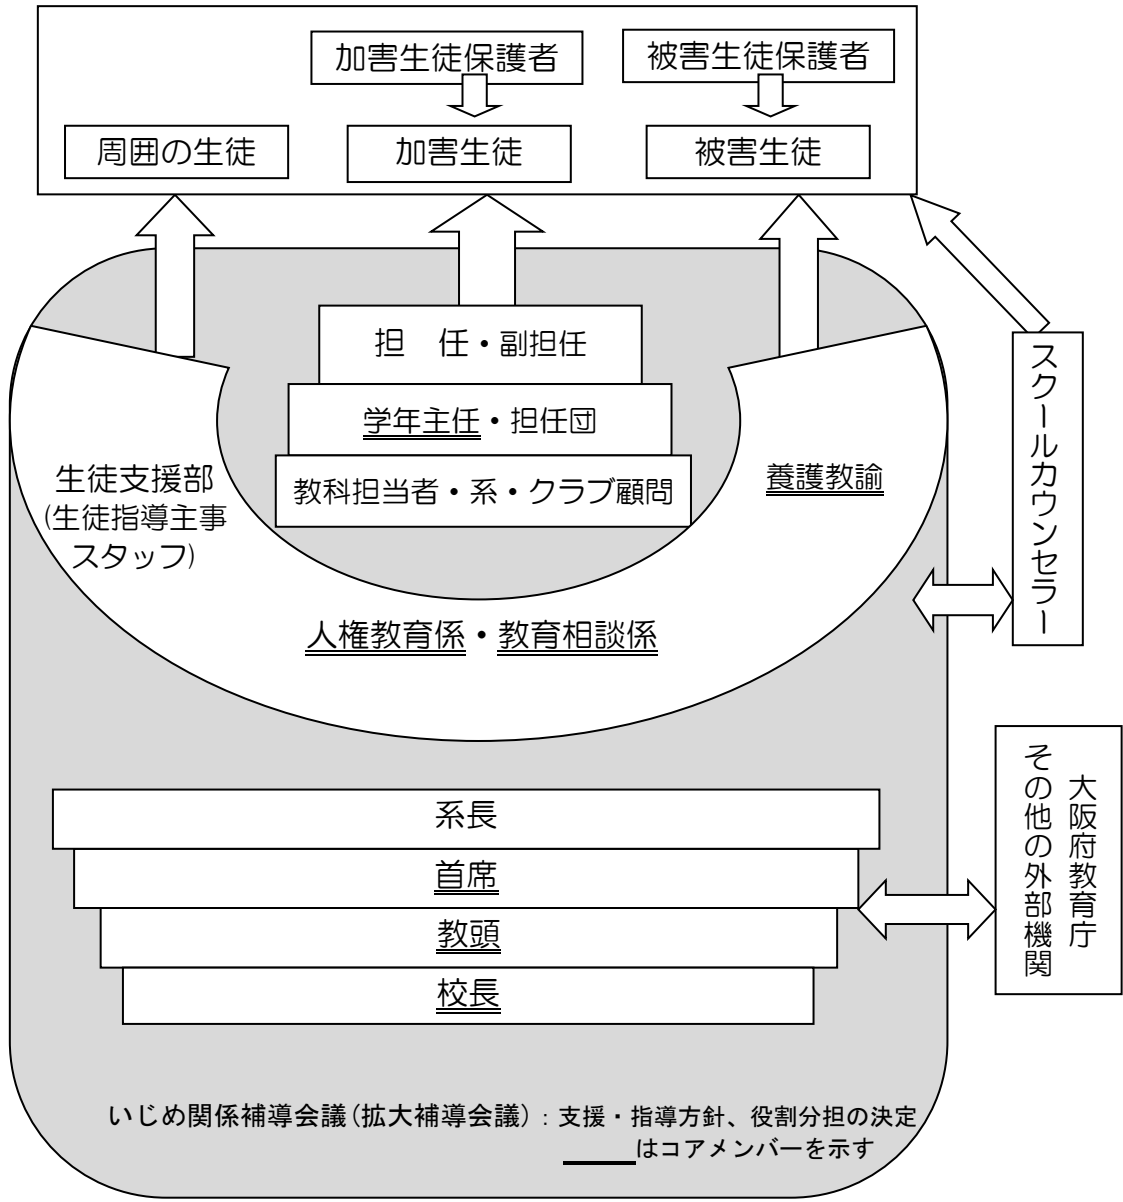 加害生徒保護者
被害生徒保護者
周囲の生徒
加害生徒
被害生徒
担　任・副担任
学年主任・担任団
教科担当者・系・クラブ顧問
生徒支援部
(生徒指導主事
スタッフ)
養護教諭
人権教育係・教育相談係
スクールカウンセラー
系長
首席
教頭
校長
大阪府教育庁
その他の外部機関
いじめ関係補導会議(拡大補導会議)：支援・指導方針、役割分担の決定
はコアメンバーを示す